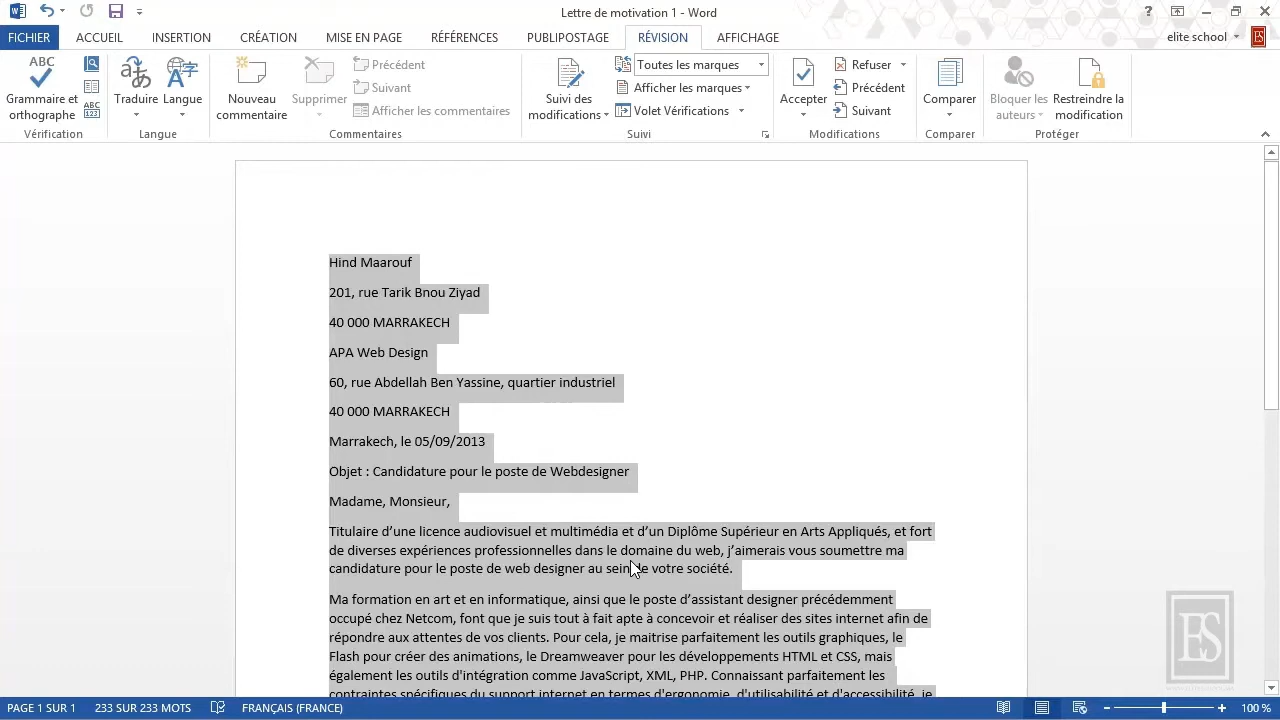 Lettre de motivation 1 - Word
FICHIER ACCUEIL INSERTION CRÉATION MISE EN PAGE RÉFÉRENCES PUBLIPOSTAGE RÉVISION AFFICHAGE elite school
Grammaire et orthographe
Traduire Langue
Nouveau commentaire
Supprimer
Précédent
Suivant
Afficher les commentaires
Suivi des modifications
Toutes les marques
Afficher les marques
Volet Vérifications
Accepter
Refuser
Précédent
Suivant
Comparer
Bloquer les auteurs
Restreindre la modification
Vérification Langue Commentaires Suivi Modifications Comparer Protéger
Hind Maarouf
201, rue Tarik Bnou Ziyad
40 000 MARRAKECH
APA Web Design
60, rue Abdellah Ben Yassine, quartier industriel
40 000 MARRAKECH
Marrakech, le 05/09/2013
Objet : Candidature pour le poste de Webdesigner
Madame, Monsieur,
Titulaire d’une licence audiovisuel et multimédia et d’un Diplôme Supérieur en Arts Appliqués, et fort
de diverses expériences professionnelles dans le domaine du web, j’aimerais vous soumettre ma
candidature pour le poste de web designer au sein de votre société.
Ma formation en art et en informatique, ainsi que le poste d’assistant designer précédemment
occupé chez Netcom, font que je suis tout à fait apte à concevoir et réaliser des sites internet afin de
répondre aux attentes de vos clients. Pour cela, je maitrise parfaitement les outils graphiques, le
Flash pour créer des animations, le Dreamweaver pour les développements HTML et CSS, mais
également les outils d'intégration comme JavaScript, XML, PHP. Connaissant parfaitement les
contraintes spécifiques du support internet en termes d'ergonomie, d'utilisabilité et d'accessibilité, je
ES
PAGE 1 SUR 1 233 SUR 233 MOTS FRANÇAIS (FRANCE) 100 %